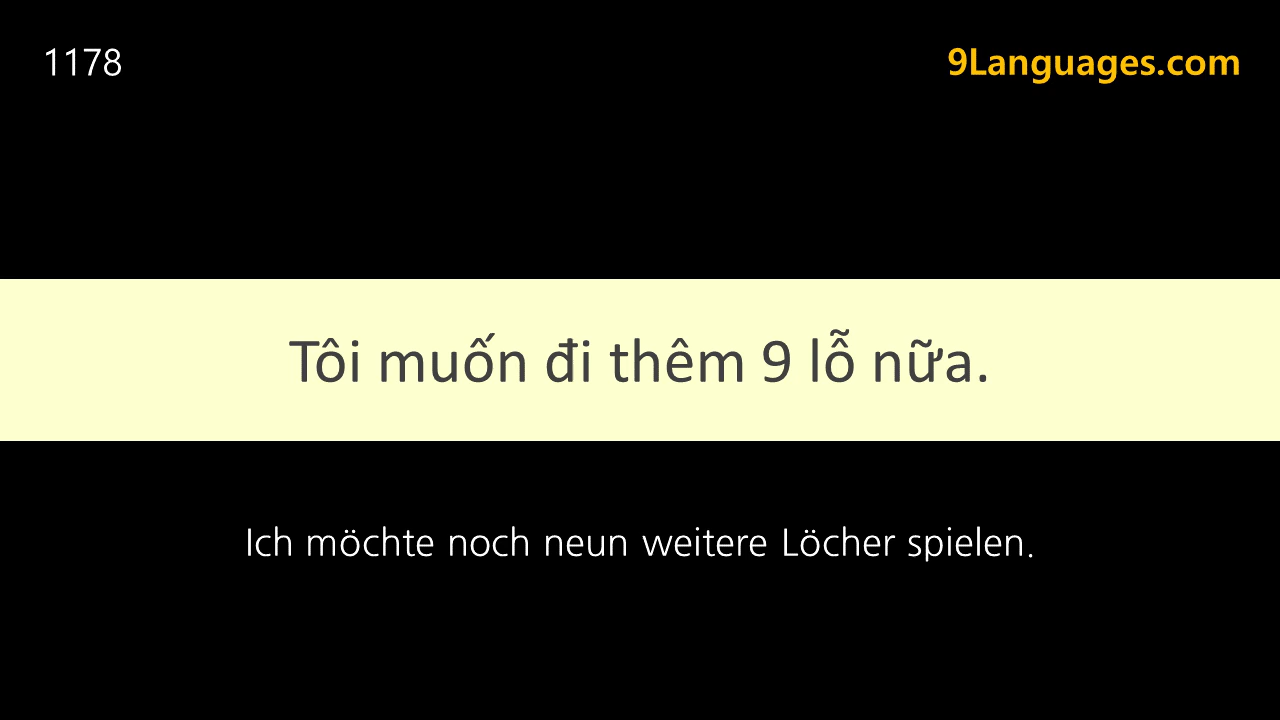 1178
9Languages.com
Tôi muốn đi thêm 9 lỗ nữa.
Ich möchte noch neun weitere Löcher spielen.